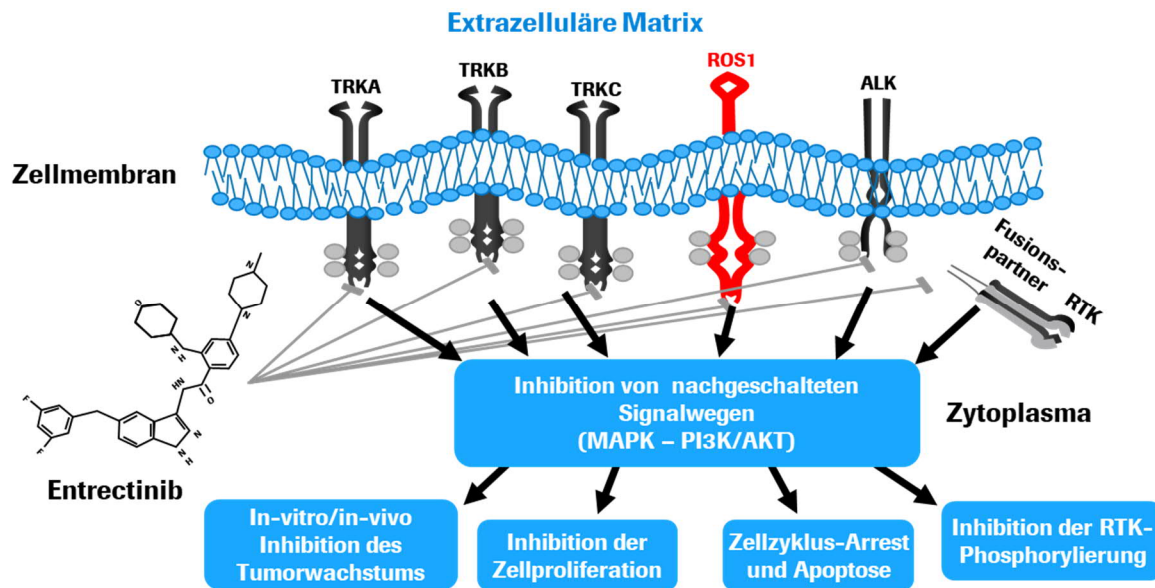 Extrazelluläre Matrix
TRKA
TRKB
TRKC
ROS1
ALK
Zellmembran
Fusions-
partner
RTK
N
O
N
N
H
HN
O
F
F
N
N
H
Entrectinib
Inhibition von nachgeschalteten
Signalwegen
(MAPK – PI3K/AKT)
Zytoplasma
In-vitro/in-vivo
Inhibition des
Tumorwachstums
Inhibition der
Zellproliferation
Zellzyklus-Arrest
und Apoptose
Inhibition der RTK-
Phosphorylierung